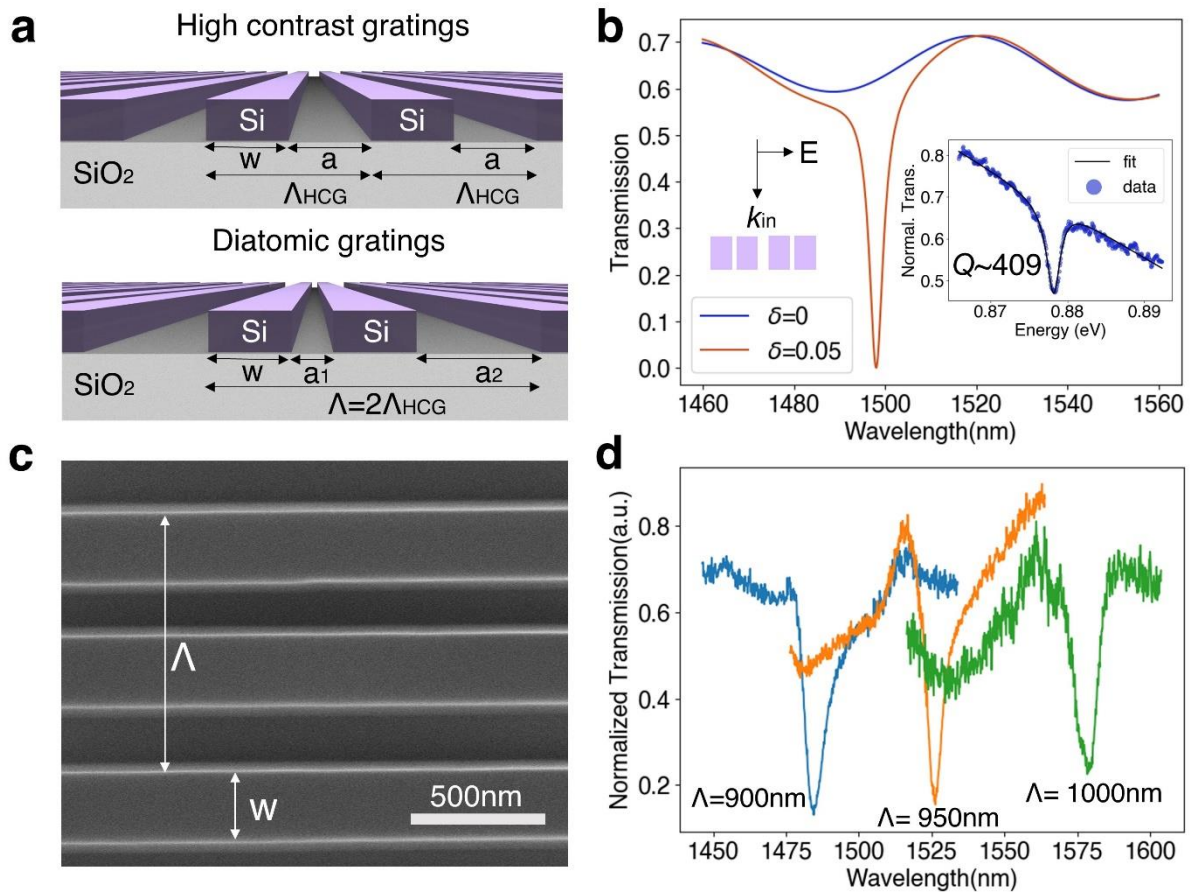 a
High contrast gratings
Si
Si
SiO2
w
a
a
ΛHCG
ΛHCG
Diatomic gratings
Si
Si
SiO2
w
a1
a2
Λ=2ΛHCG
b
Transmission
0.7
0.6
0.5
0.4
0.3
0.2
0.1
0.0
E
kin
δ=0
δ=0.05
1460
1480
1500
1520
1540
1560
Wavelength(nm)
Normal. Trans.
0.8
0.7
0.6
0.5
fit
data
Q~409
0.87
0.88
0.89
Energy (eV)
c
Λ
w
500nm
d
Normalized Transmission(a.u.)
0.8
0.6
0.4
0.2
Λ=900nm
Λ= 950nm
Λ= 1000nm
1450
1475
1500
1525
1550
1575
1600
Wavelength(nm)